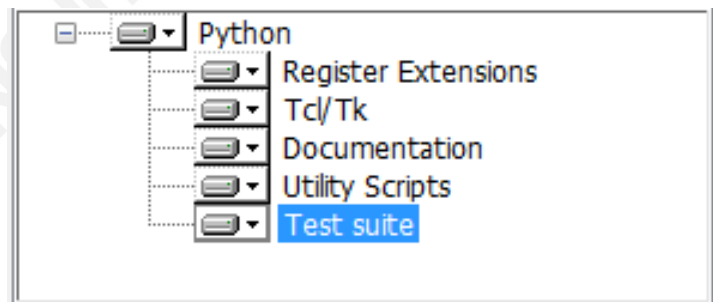 Python
Register Extensions
Tcl/Tk
Documentation
Utility Scripts
Test suite